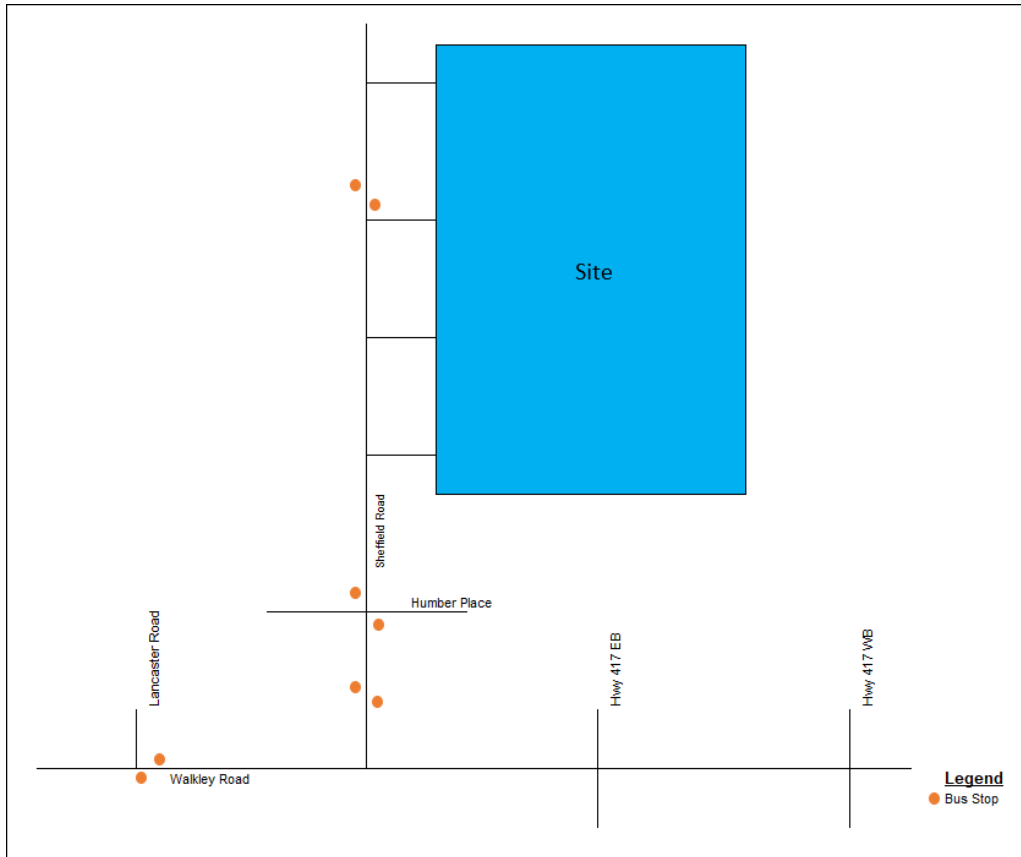 Site
Sheffield Road
Humber Place
Lancaster Road
Hwy 417 EB
Hwy 417 WB
Walkley Road
Legend
Bus Stop